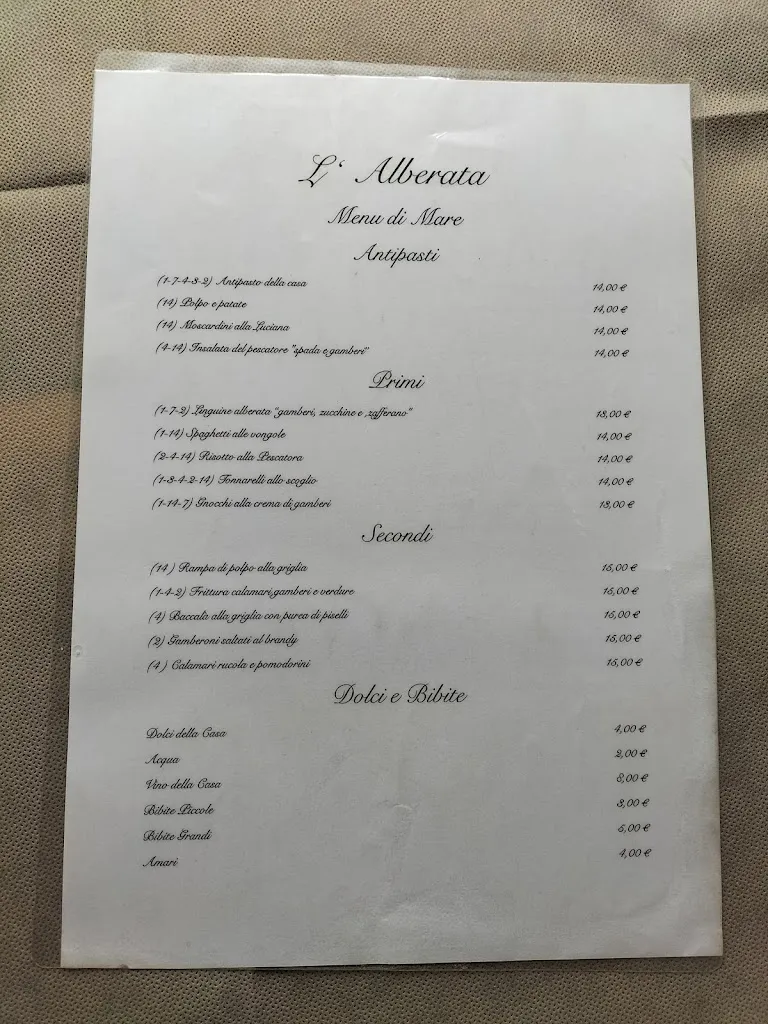 L' Alberata
Menu di Mare
Antipasti
(1-7-4-3-2) Antipasto della casa 14,00 €
(14) Polpo e patate 14,00 €
(14) Moscardini alla Luciana 14,00 €
(4-14) Insalata del pescatore "spada e gamberi" 14,00 €
Primi
(1-7-2) Linguine alberata "gamberi, zucchine e zafferano" 13,00 €
(1-14) Spaghetti alle vongole 14,00 €
(2-4-14) Risotto alla Pescatora 14,00 €
(1-3-4-2-14) Tonnarelli allo scoglio 14,00 €
(1-14-7) Gnocchi alla crema di gamberi 13,00 €
Secondi
(14) Rampa di polpo alla griglia 15,00 €
(1-4-2) Frittura calamari,gamberi e verdure 15,00 €
(4) Baccalà alla griglia con purea di piselli 15,00 €
(2) Gamberoni saltati al brandy 15,00 €
(4) Calamari rucola e pomodorini 15,00 €
Dolci e Bibite
Dolci della Casa 4,00 €
Acqua 2,00 €
Vino della Casa 8,00 €
Bibite Piccole 3,00 €
Bibite Grandi 5,00 €
Amari 4,00 €